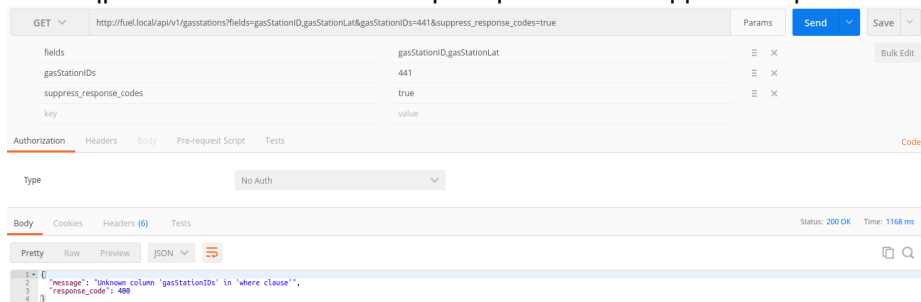 GET http://fuel.local/api/v1/gasstations?fields=gasStationID,gasStationLat&gasStationIDs=441&suppress_response_codes=true Params Send Save
fields gasStationID,gasStationLat Bulk Edit
gasStationIDs 441
suppress_response_codes true
key value
Authorization Headers Body Pre-request Script Tests Code
Type No Auth
Body Cookies Headers (6) Tests Status: 200 OK Time: 1168 ms
Pretty Raw Preview JSON
1 {
2 "message": "Unknown column 'gasStationIDs' in 'where clause'",
3 "response_code": 400
4 }